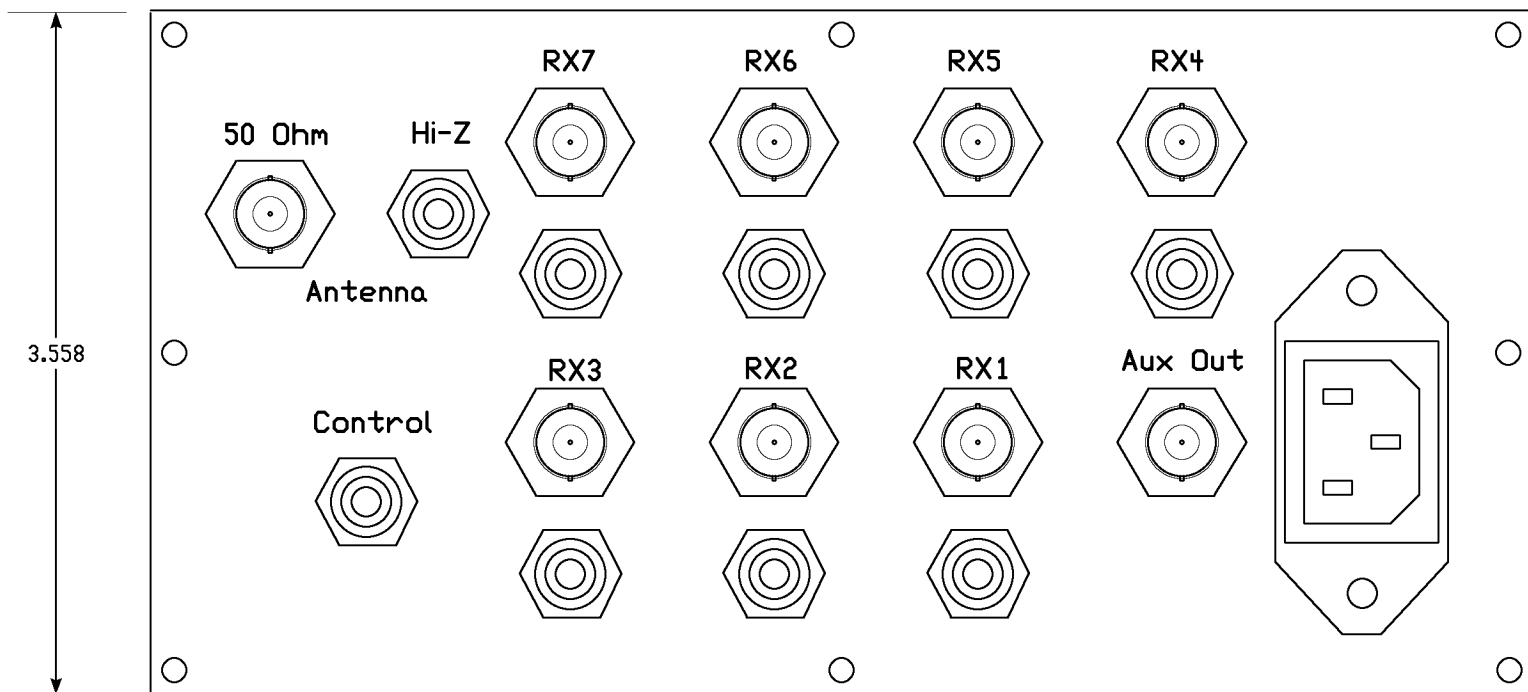 RX7 RX6 RX5 RX4
50 Ohm Hi-Z
Antenna
3.558
RX3 RX2 RX1 Aux Out
Control